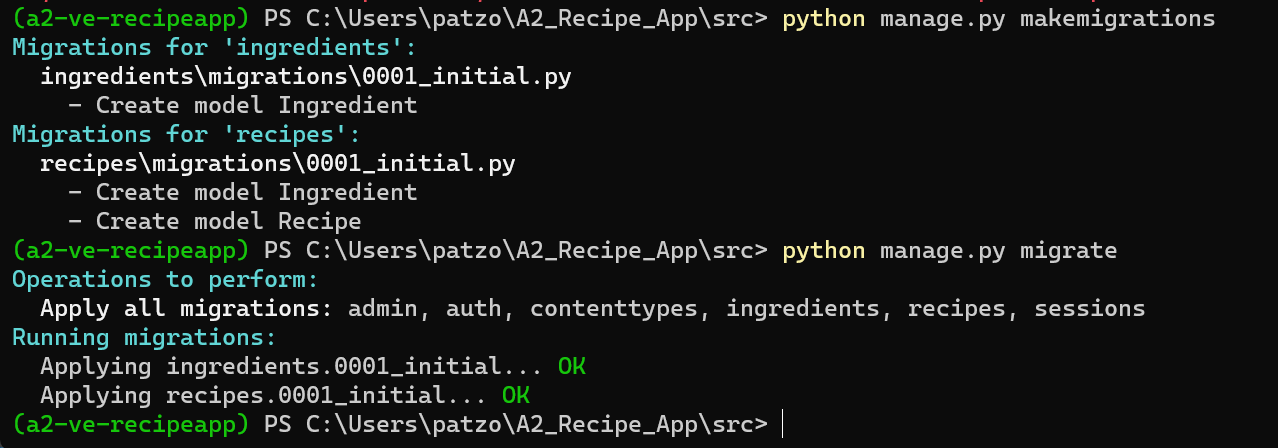 (a2-ve-recipeapp) PS C:\Users\patzo\A2_Recipe_App\src> python manage.py makemigrations
Migrations for 'ingredients':
  ingredients\migrations\0001_initial.py
    - Create model Ingredient
Migrations for 'recipes':
  recipes\migrations\0001_initial.py
    - Create model Ingredient
    - Create model Recipe
(a2-ve-recipeapp) PS C:\Users\patzo\A2_Recipe_App\src> python manage.py migrate
Operations to perform:
  Apply all migrations: admin, auth, contenttypes, ingredients, recipes, sessions
Running migrations:
  Applying ingredients.0001_initial... OK
  Applying recipes.0001_initial... OK
(a2-ve-recipeapp) PS C:\Users\patzo\A2_Recipe_App\src>